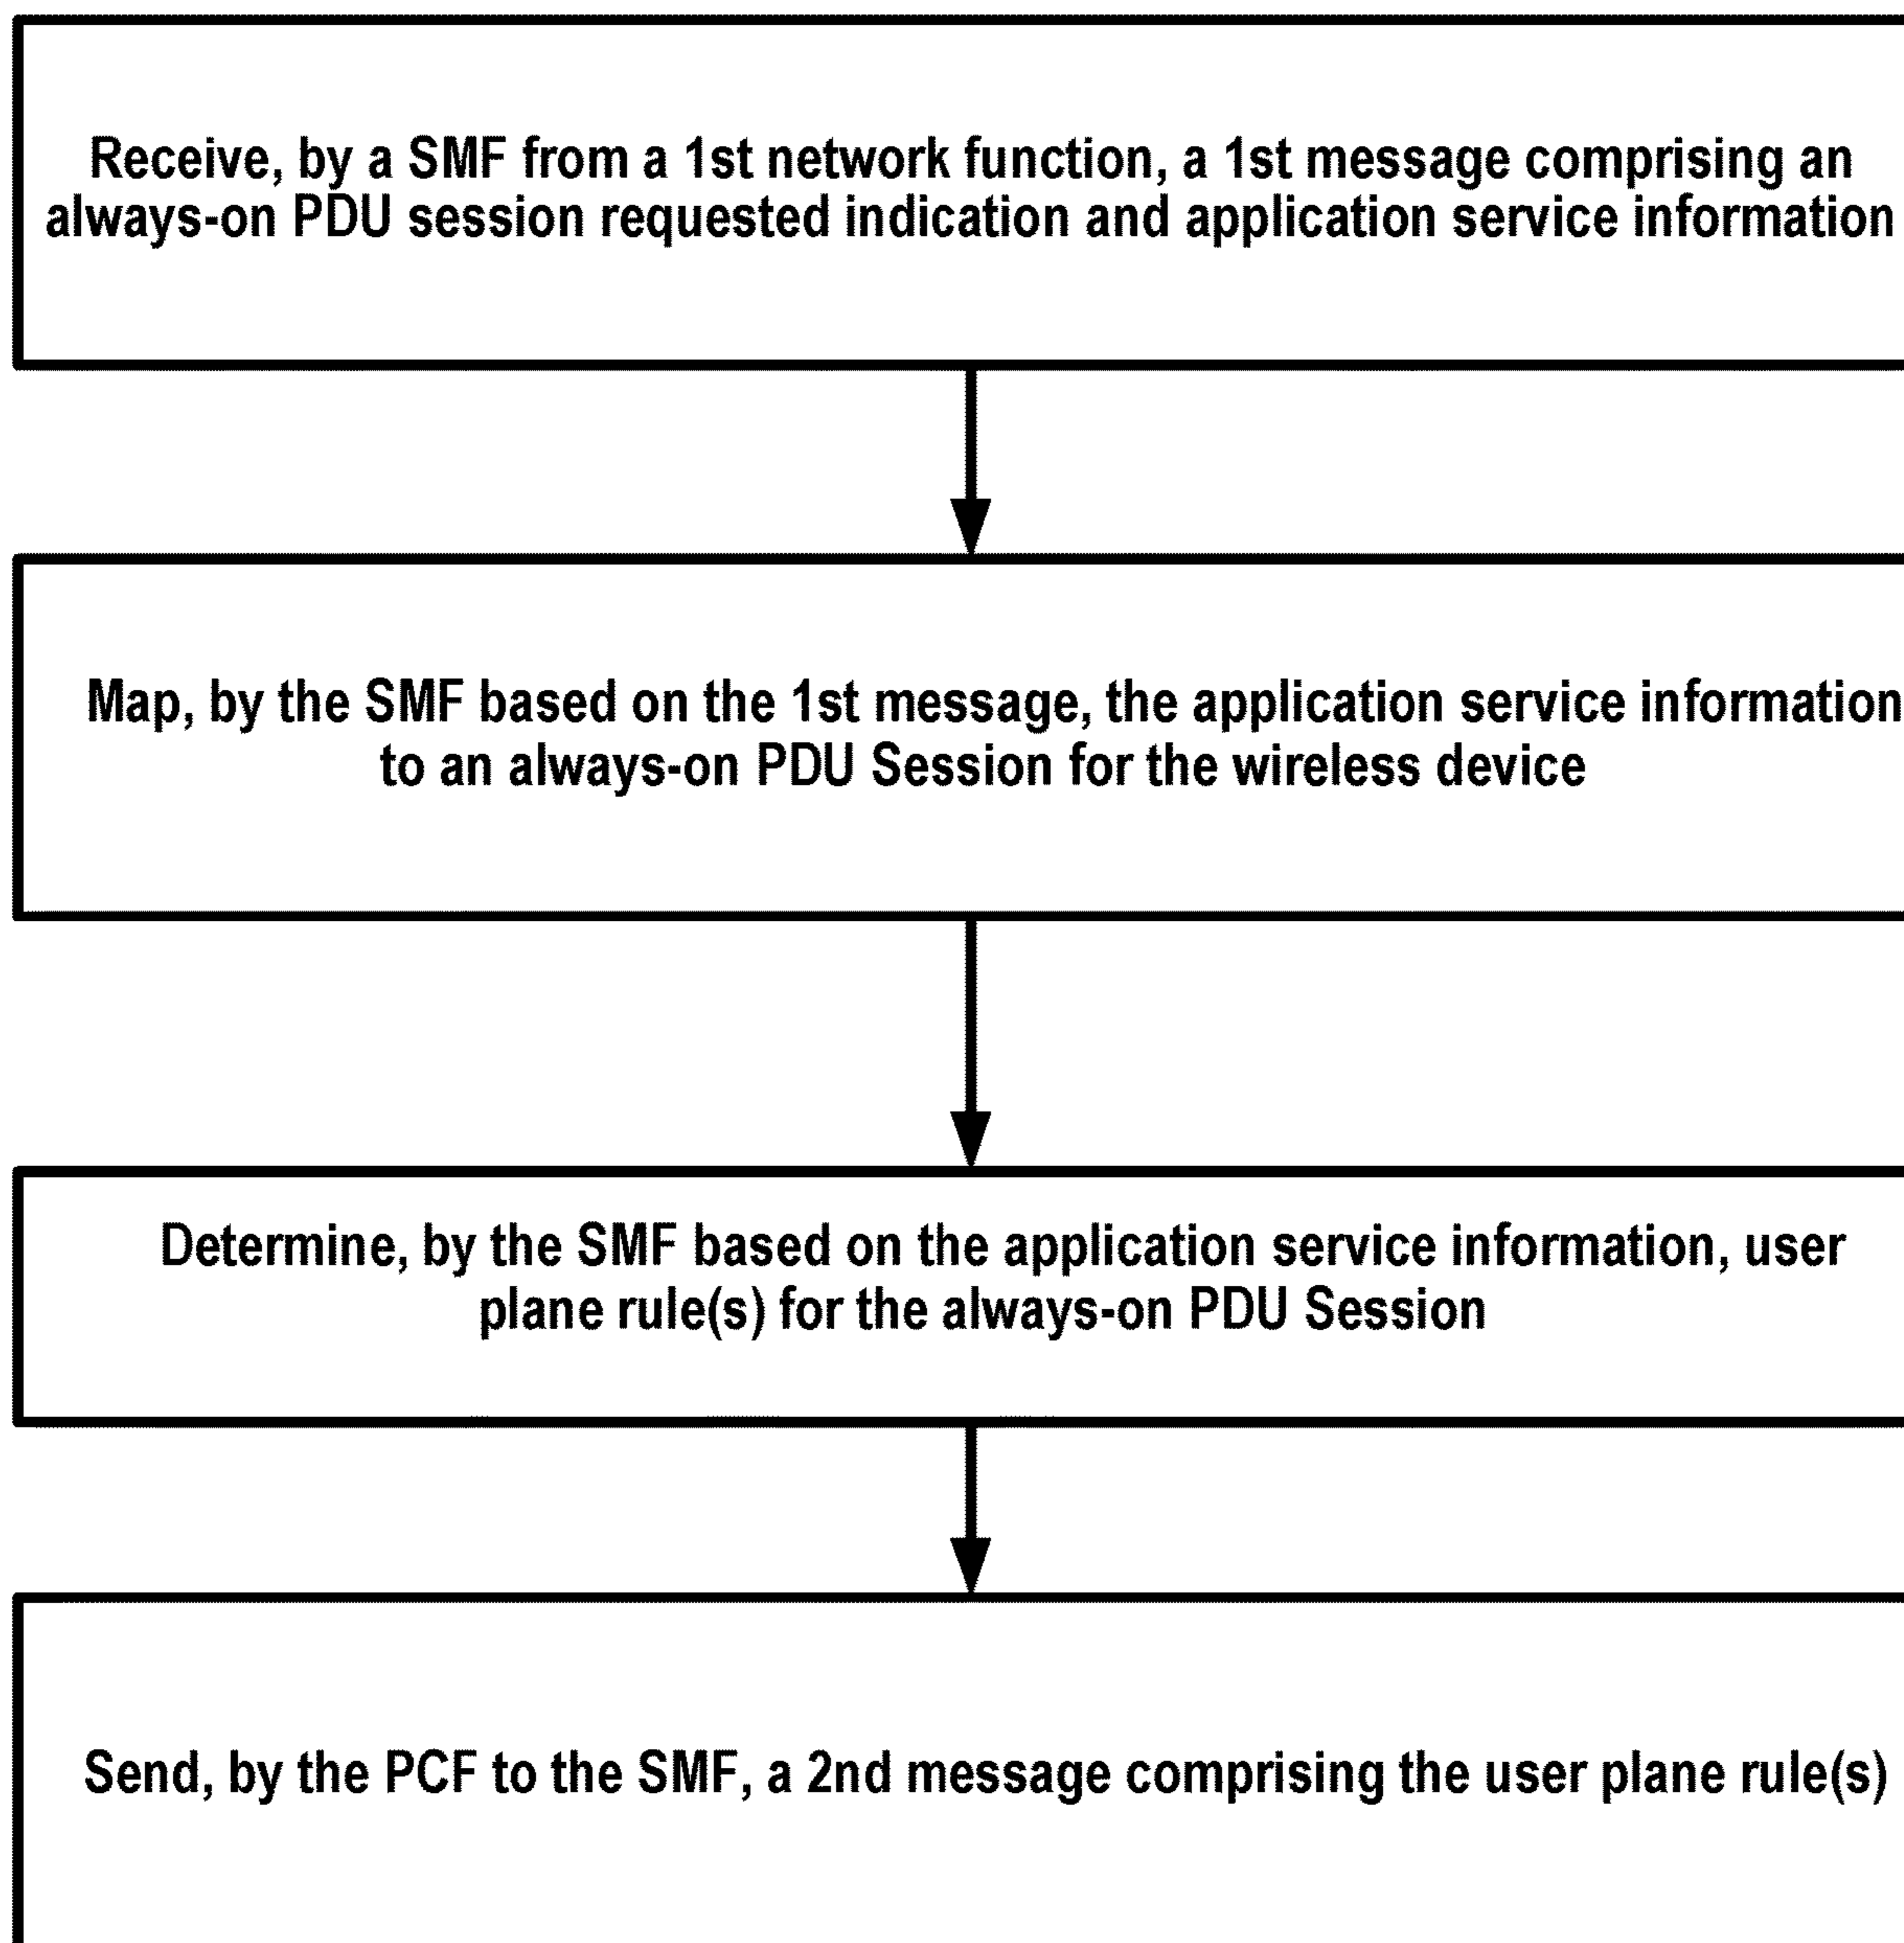 Receive, by a SMF from a 1st network function, a 1st message comprising an
always-on PDU session requested indication and application service information
Map, by the SMF based on the 1st message, the application service information
to an always-on PDU Session for the wireless device
Determine, by the SMF based on the application service information, user
plane rule(s) for the always-on PDU Session
Send, by the PCF to the SMF, a 2nd message comprising the user plane rule(s)